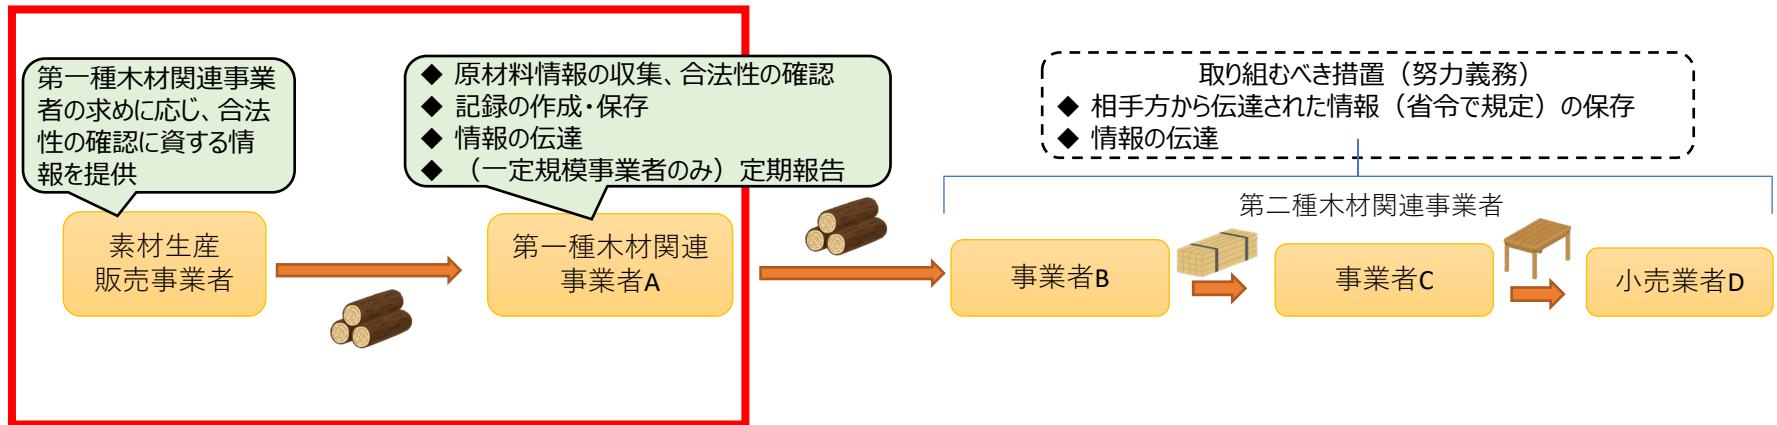 第一種木材関連事業
者の求めに応じ、合法
性の確認に資する情
報を提供
◆ 原材料情報の収集、合法性の確認
◆ 記録の作成・保存
◆ 情報の伝達
◆ （一定規模事業者のみ）定期報告
取り組むべき措置（努力義務）
◆ 相手方から伝達された情報（省令で規定）の保存
◆ 情報の伝達
第二種木材関連事業者
素材生産
販売事業者
第一種木材関連
事業者A
事業者B
事業者C
小売業者D